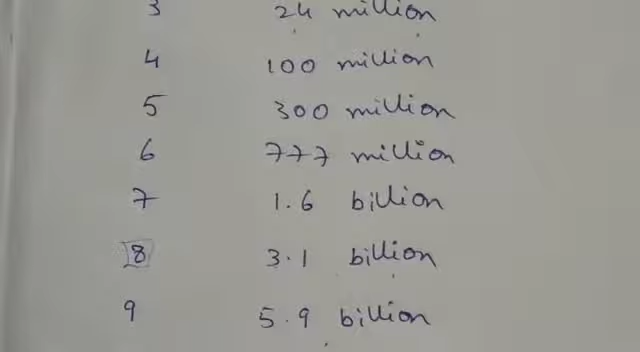 3 24 million
4 100 million
5 300 million
6 777 million
7 1.6 billion
8 3.1 billion
9 5.9 billion